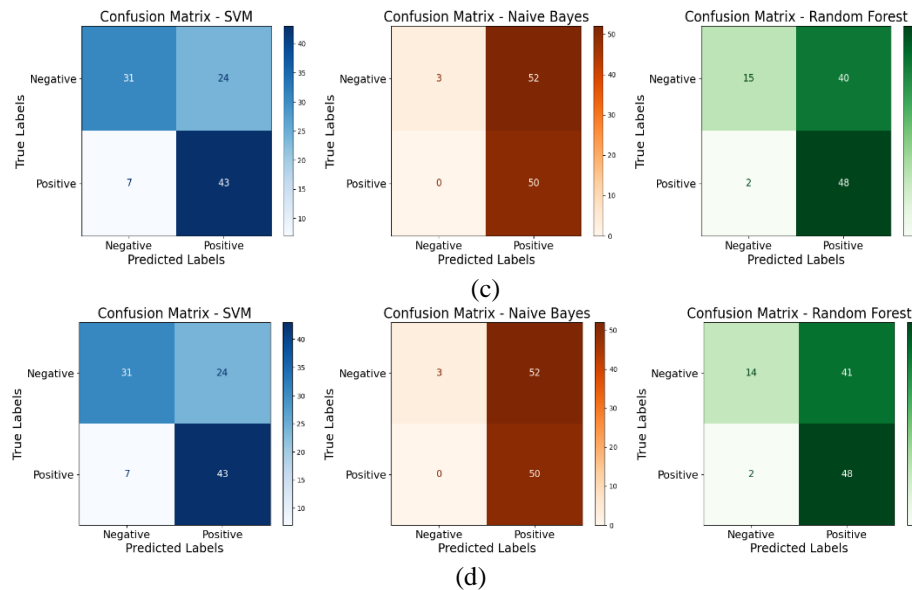 Confusion Matrix - SVM
Negative
Positive
True Labels
31 24
7 43
Negative Positive
Predicted Labels
40
35
30
25
20
15
10
Confusion Matrix - Naive Bayes
Negative
Positive
True Labels
3 52
0 50
Negative Positive
Predicted Labels
50
40
30
20
10
0
Confusion Matrix - Random Forest
Negative
Positive
True Labels
15 40
2 48
Negative Positive
Predicted Labels
(c)
Confusion Matrix - SVM
Negative
Positive
True Labels
31 24
7 43
Negative Positive
Predicted Labels
40
35
30
25
20
15
10
Confusion Matrix - Naive Bayes
Negative
Positive
True Labels
3 52
0 50
Negative Positive
Predicted Labels
50
40
30
20
10
0
Confusion Matrix - Random Forest
Negative
Positive
True Labels
14 41
2 48
Negative Positive
Predicted Labels
(d)